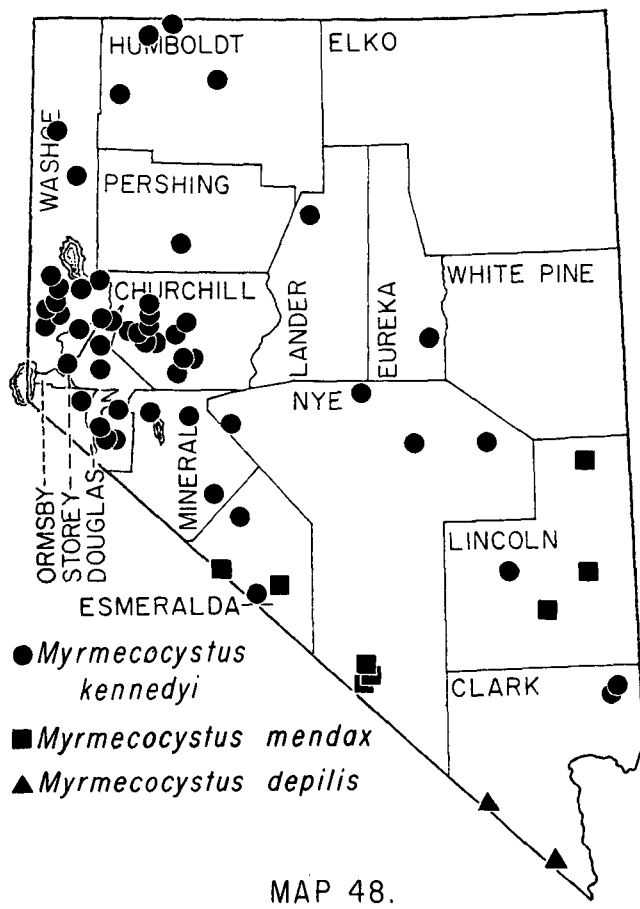 HUMBOLDT
ELKO
WASHOE
PERSHING
CHURCHILL
LANDER
EUREKA
WHITE PINE
NYE
MINERAL
ORMSBY
STOREY
DOUGLAS
LINCOLN
ESMERALDA
CLARK
Myrmecocystus
kennedyi
Myrmecocystus mendax
Myrmecocystus depilis
MAP 48.